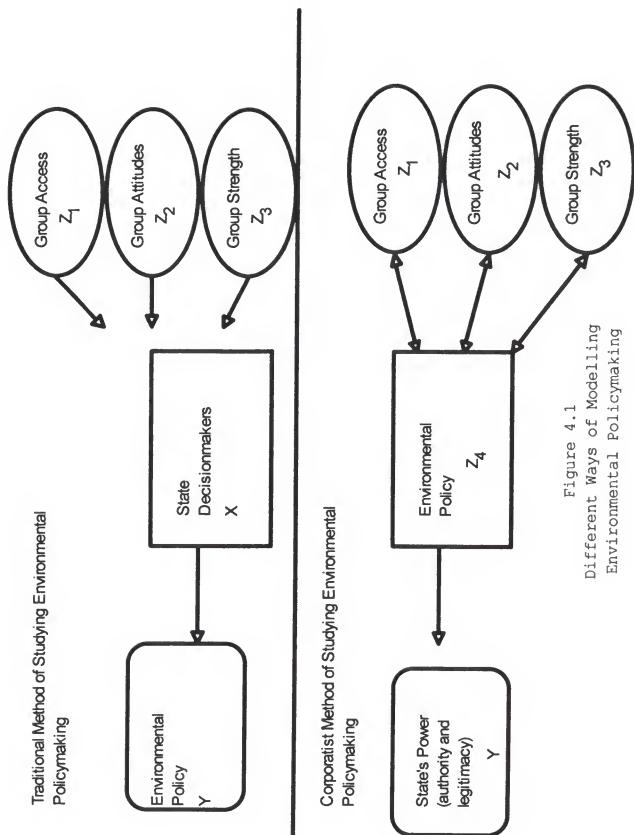 Traditional Method of Studying Environmental
Policymaking
Environmental
Policy
Y
State
Decisionmakers
X
Group Access
Z1
Group Attitudes
Z2
Group Strength
Z3
Corporatist Method of Studying Environmental
Policymaking
State's Power
(authority and
legitimacy)
Y
Environmental
Policy
Z4
Group Access
Z1
Group Attitudes
Z2
Group Strength
Z3
Figure 4.1
Different Ways of Modelling
Environmental Policymaking